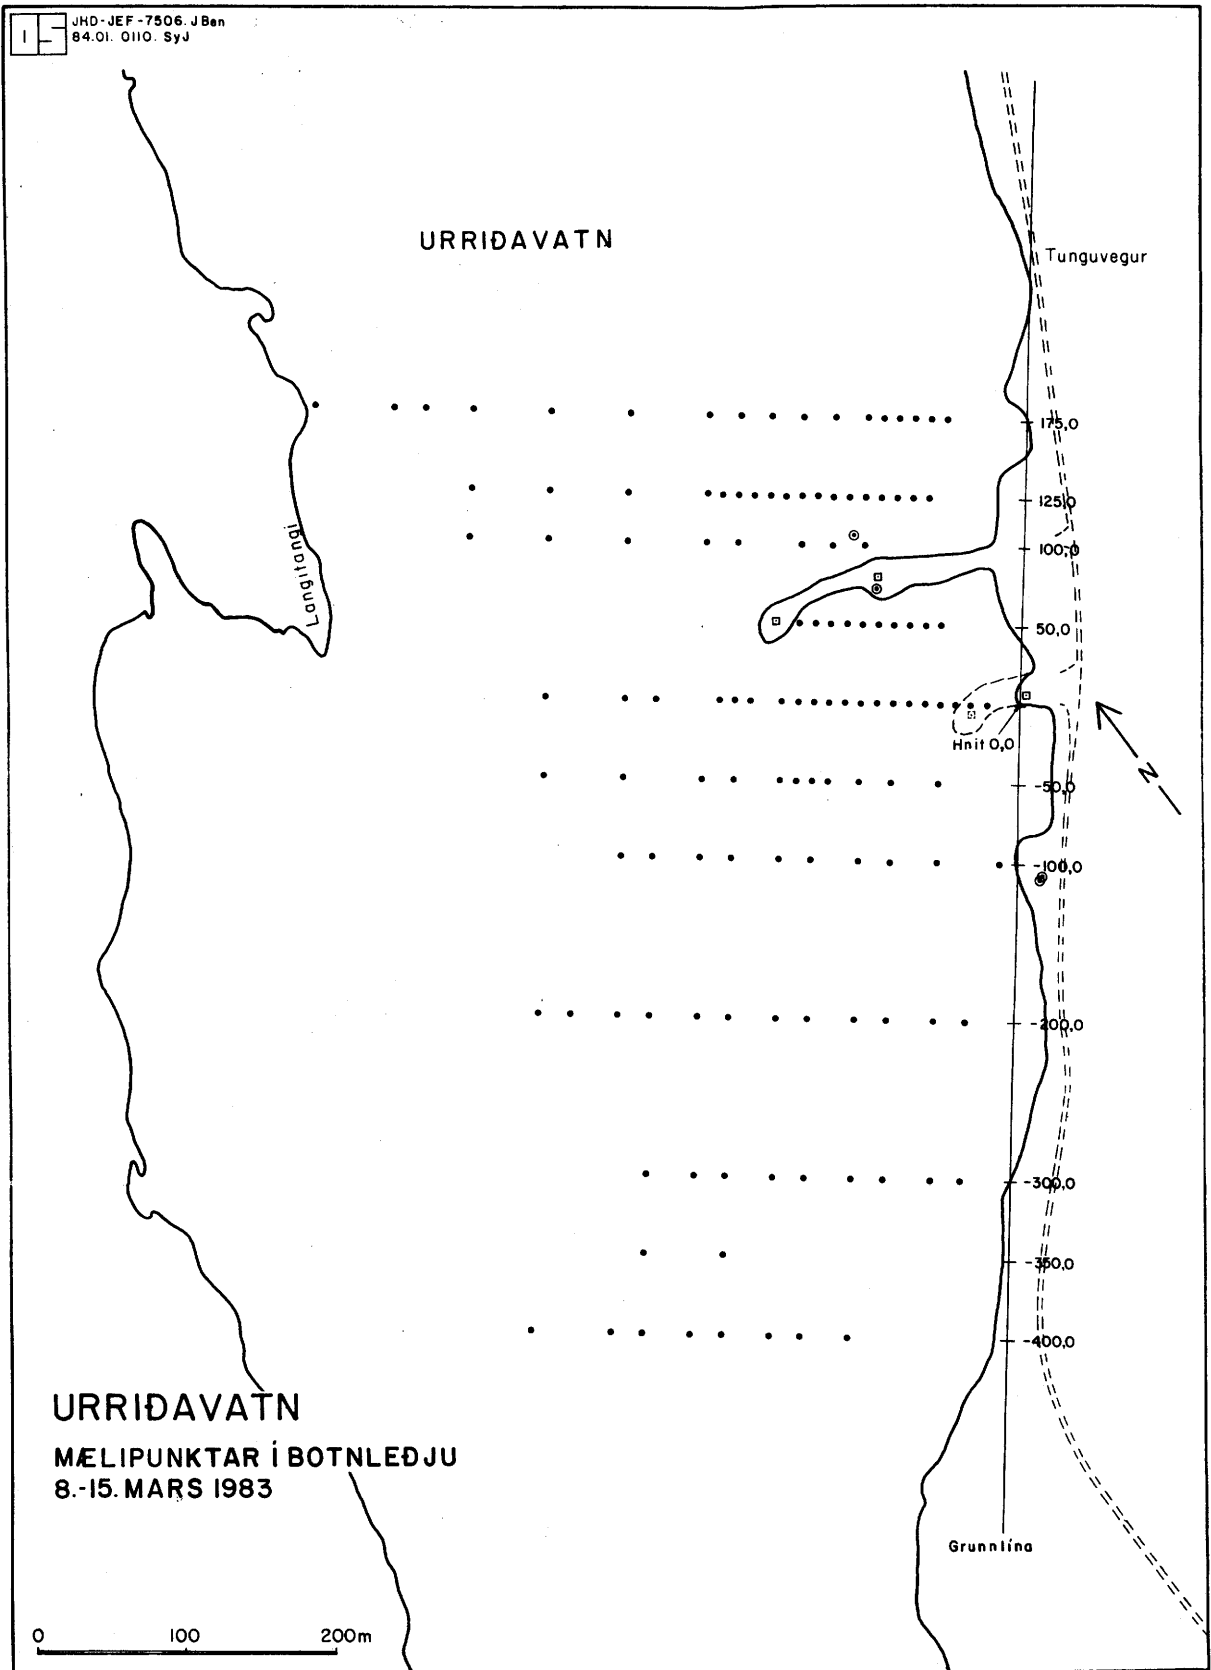 JHD-JEF-7506. JBen
84.01. 0110. SyJ
URRIÐAVATN
Tunguvegur
175,0
125,0
100,0
Langitangi
50,0
Hnit 0,0
-50,0
N
-100,0
-200,0
-300,0
-350,0
-400,0
URRIÐAVATN
MÆLIPUNKTAR Í BOTNLEÐJU
8.-15. MARS 1983
Grunnlína
0 100 200m